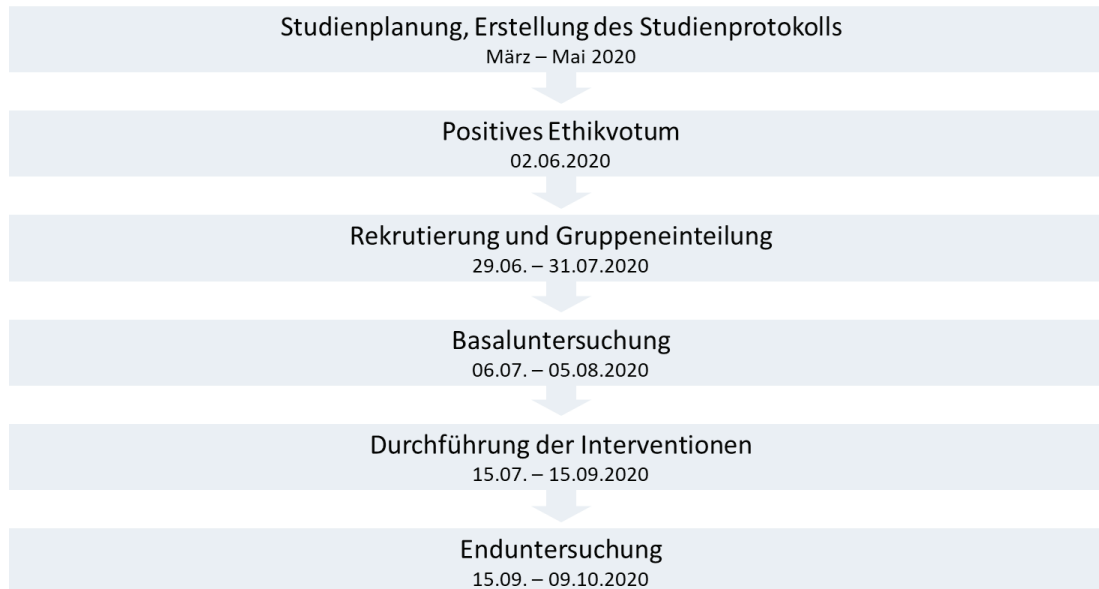 Studienplanung, Erstellung des Studienprotokolls
März – Mai 2020
Positives Ethikvotum
02.06.2020
Rekrutierung und Gruppeneinteilung
29.06. – 31.07.2020
Basaluntersuchung
06.07. – 05.08.2020
Durchführung der Interventionen
15.07. – 15.09.2020
Enduntersuchung
15.09. – 09.10.2020